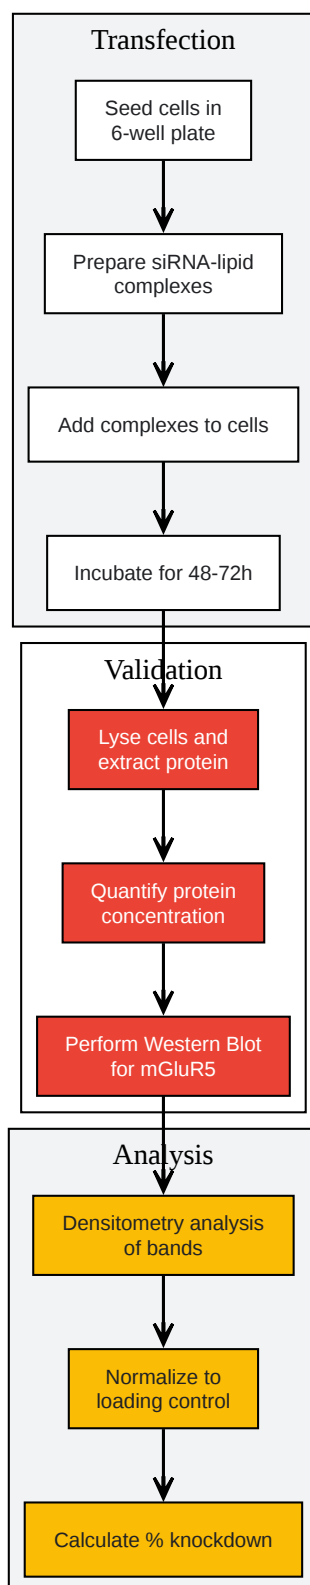 Transfection
Seed cells in
6-well plate
Prepare siRNA-lipid
complexes
Add complexes to cells
Incubate for 48-72h
Validation
Lyse cells and
extract protein
Quantify protein
concentration
Perform Western Blot
for mGluR5
Analysis
Densitometry analysis
of bands
Normalize to
loading control
Calculate % knockdown